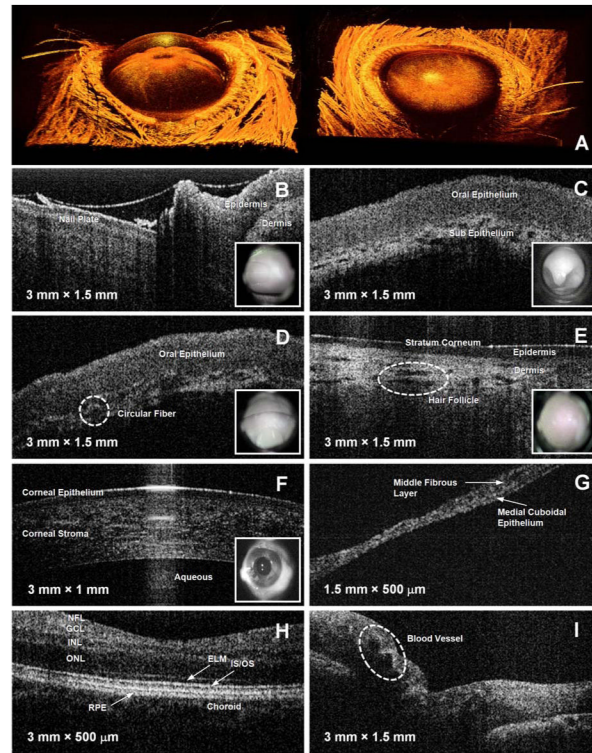 A
B
Nail Plate
Epidermis
Dermis
3 mm × 1.5 mm
C
Oral Epithelium
Sub Epithelium
3 mm × 1.5 mm
D
Oral Epithelium
Circular Fiber
3 mm × 1.5 mm
E
Stratum Corneum
Epidermis
Dermis
Hair Follicle
3 mm × 1.5 mm
F
Corneal Epithelium
Corneal Stroma
Aqueous
3 mm × 1 mm
G
Middle Fibrous
Layer
Medial Cuboidal
Epithelium
1.5 mm × 500 µm
H
NFL
GCL
INL
ONL
ELM
IS/OS
RPE
Choroid
3 mm × 500 µm
I
Blood Vessel
3 mm × 1.5 mm